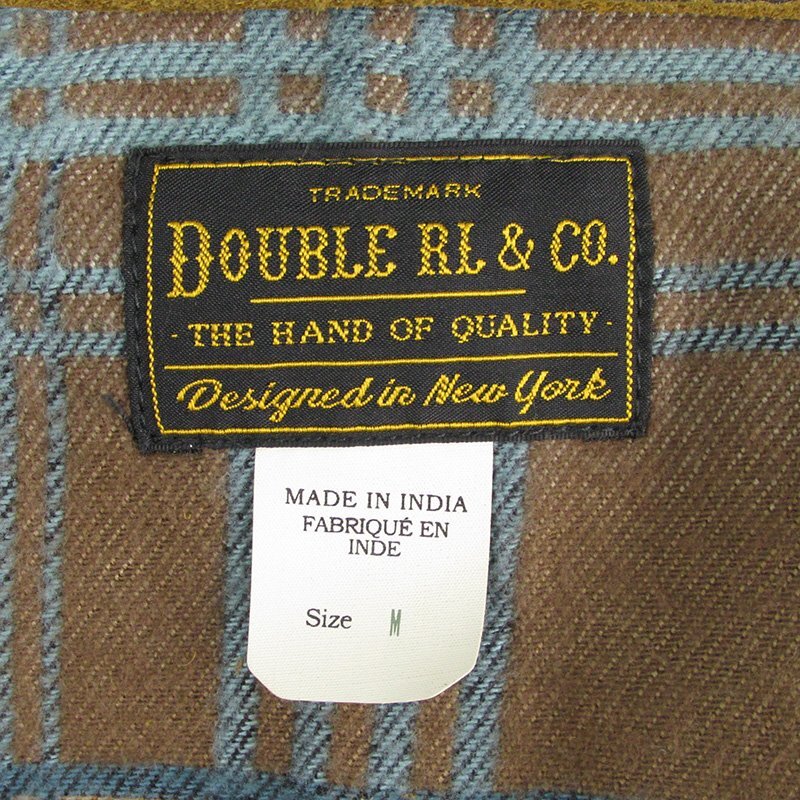 TRADEMARK
DOUBLE RL & CO.
- THE HAND OF QUALITY -
Designed in New York
MADE IN INDIA
FABRIQUÉ EN
INDE
Size M